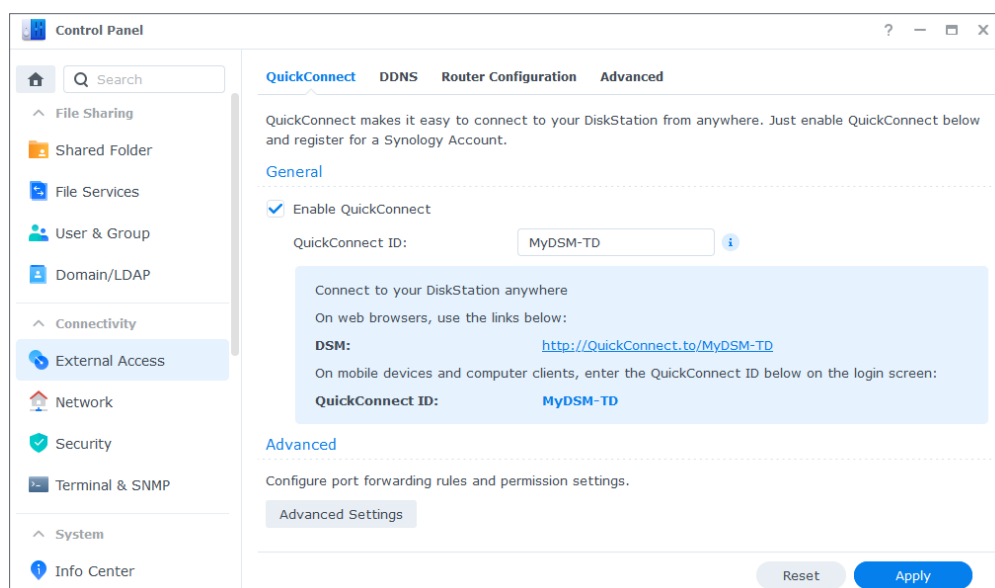 Control Panel
?
Search
File Sharing
Shared Folder
File Services
User & Group
Domain/LDAP
Connectivity
External Access
Network
Security
Terminal & SNMP
System
Info Center
QuickConnect DDNS Router Configuration Advanced
QuickConnect makes it easy to connect to your DiskStation from anywhere. Just enable QuickConnect below
and register for a Synology Account.
General
Enable QuickConnect
QuickConnect ID: MyDSM-TD i
Connect to your DiskStation anywhere
On web browsers, use the links below:
DSM: http://QuickConnect.to/MyDSM-TD
On mobile devices and computer clients, enter the QuickConnect ID below on the login screen:
QuickConnect ID: MyDSM-TD
Advanced
Configure port forwarding rules and permission settings.
Advanced Settings
Reset Apply